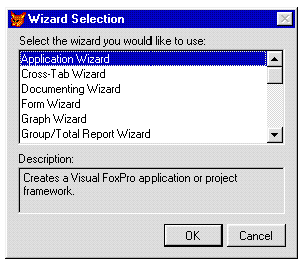 Wizard Selection
Select the wizard you would like to use:
Application Wizard
Cross-Tab Wizard
Documenting Wizard
Form Wizard
Graph Wizard
Group/Total Report Wizard
Description:
Creates a Visual FoxPro application or project
framework.
OK Cancel